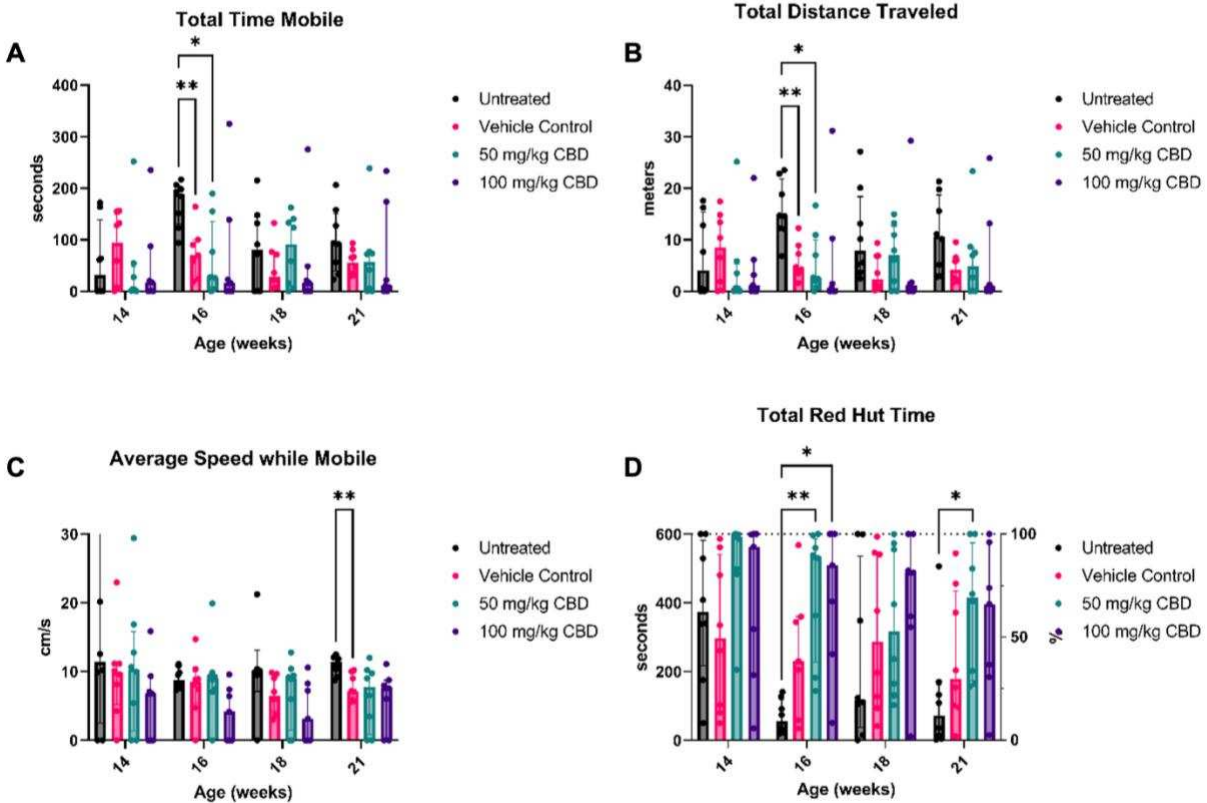 A
Total Time Mobile
*
**
400
300
200
100
0
seconds
14
16
18
21
Age (weeks)
Untreated
Vehicle Control
50 mg/kg CBD
100 mg/kg CBD
B
Total Distance Traveled
*
**
40
30
20
10
0
meters
14
16
18
21
Age (weeks)
Untreated
Vehicle Control
50 mg/kg CBD
100 mg/kg CBD
C
Average Speed while Mobile
**
30
20
10
0
cm/s
14
16
18
21
Age (weeks)
Untreated
Vehicle Control
50 mg/kg CBD
100 mg/kg CBD
D
Total Red Hut Time
*
**
*
600
400
200
0
seconds
100
50
0
%
14
16
18
21
Age (weeks)
Untreated
Vehicle Control
50 mg/kg CBD
100 mg/kg CBD